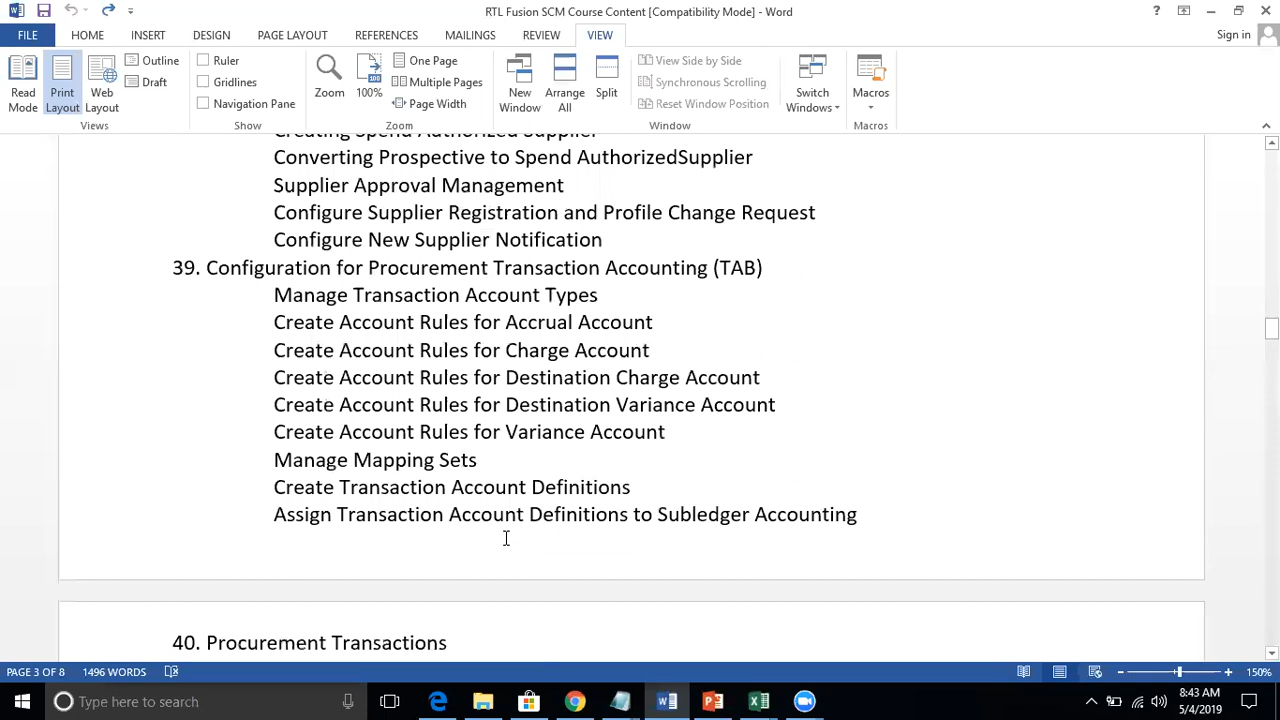 RTL Fusion SCM Course Content [Compatibility Mode] - Word
FILE HOME INSERT DESIGN PAGE LAYOUT REFERENCES MAILINGS REVIEW VIEW Sign in
Read Mode
Print Layout
Web Layout
Outline
Draft
Views
Ruler
Gridlines
Navigation Pane
Show
Zoom
100%
One Page
Multiple Pages
Page Width
Zoom
New Window
Arrange All
Split
View Side by Side
Synchronous Scrolling
Reset Window Position
Window
Switch Windows
Macros
Macros
Creating Spend Authorized Supplier
Converting Prospective to Spend AuthorizedSupplier
Supplier Approval Management
Configure Supplier Registration and Profile Change Request
Configure New Supplier Notification
39. Configuration for Procurement Transaction Accounting (TAB)
Manage Transaction Account Types
Create Account Rules for Accrual Account
Create Account Rules for Charge Account
Create Account Rules for Destination Charge Account
Create Account Rules for Destination Variance Account
Create Account Rules for Variance Account
Manage Mapping Sets
Create Transaction Account Definitions
Assign Transaction Account Definitions to Subledger Accounting
40. Procurement Transactions
PAGE 3 OF 8 1496 WORDS 150%
Type here to search
8:43 AM
5/4/2019